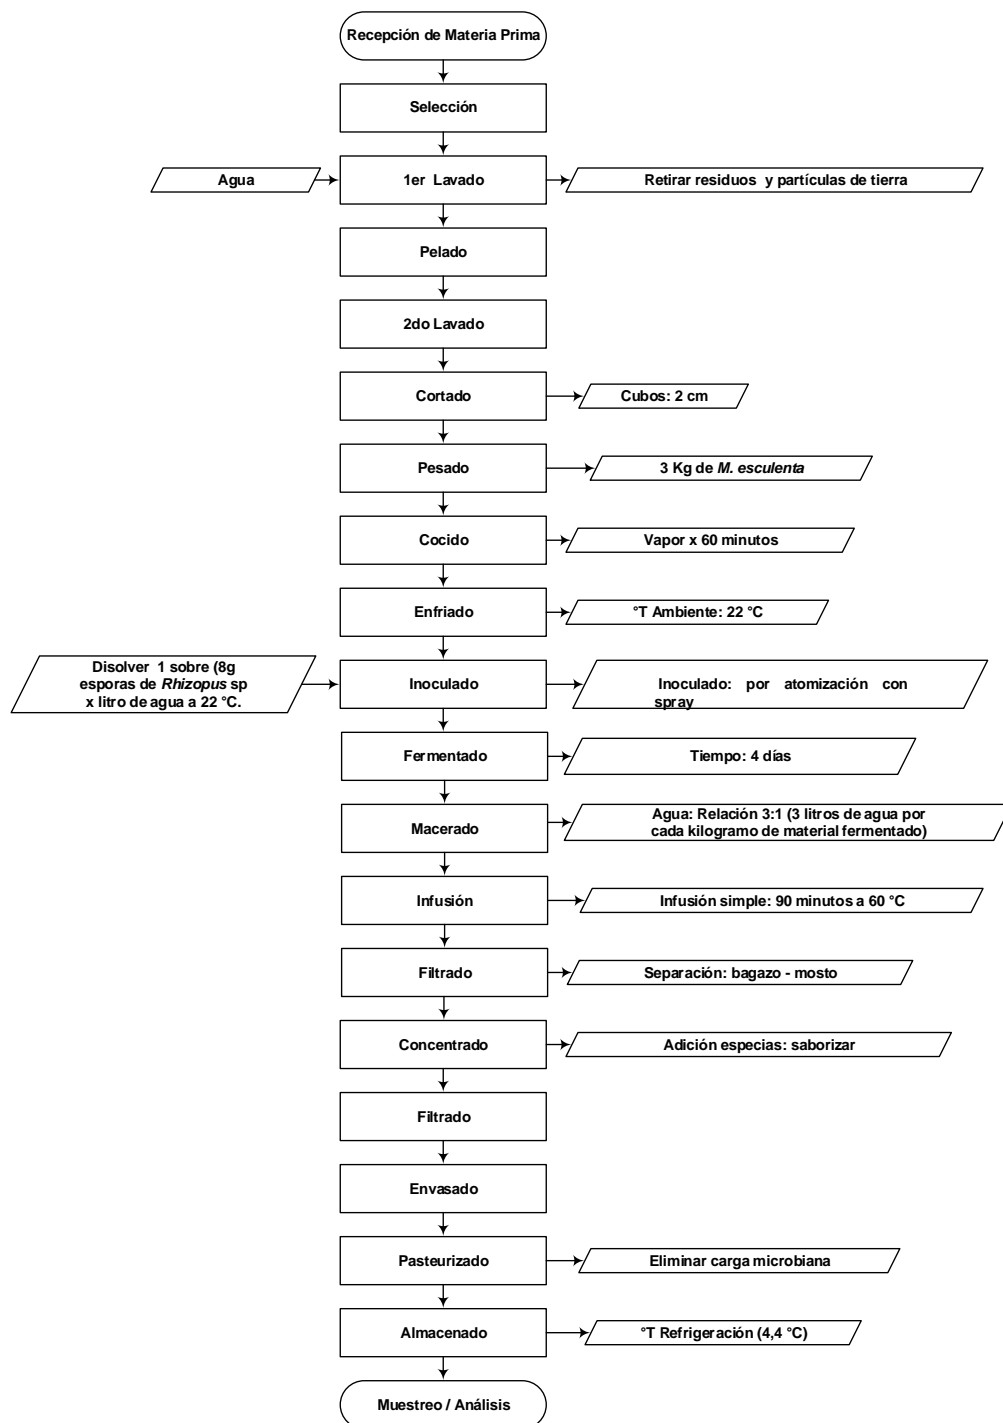 Recepción de Materia Prima
Selección
Agua
1er Lavado
Retirar residuos y partículas de tierra
Pelado
2do Lavado
Cortado
Cubos: 2 cm
Pesado
3 Kg de M. esculenta
Cocido
Vapor x 60 minutos
Enfriado
°T Ambiente: 22 °C
Disolver 1 sobre (8g
esporas de Rhizopus sp
x litro de agua a 22 °C.
Inoculado
Inoculado: por atomización con
spray
Fermentado
Tiempo: 4 días
Macerado
Agua: Relación 3:1 (3 litros de agua por
cada kilogramo de material fermentado)
Infusión
Infusión simple: 90 minutos a 60 °C
Filtrado
Separación: bagazo - mosto
Concentrado
Adición especias: saborizar
Filtrado
Envasado
Pasteurizado
Eliminar carga microbiana
Almacenado
°T Refrigeración (4,4 °C)
Muestreo / Análisis